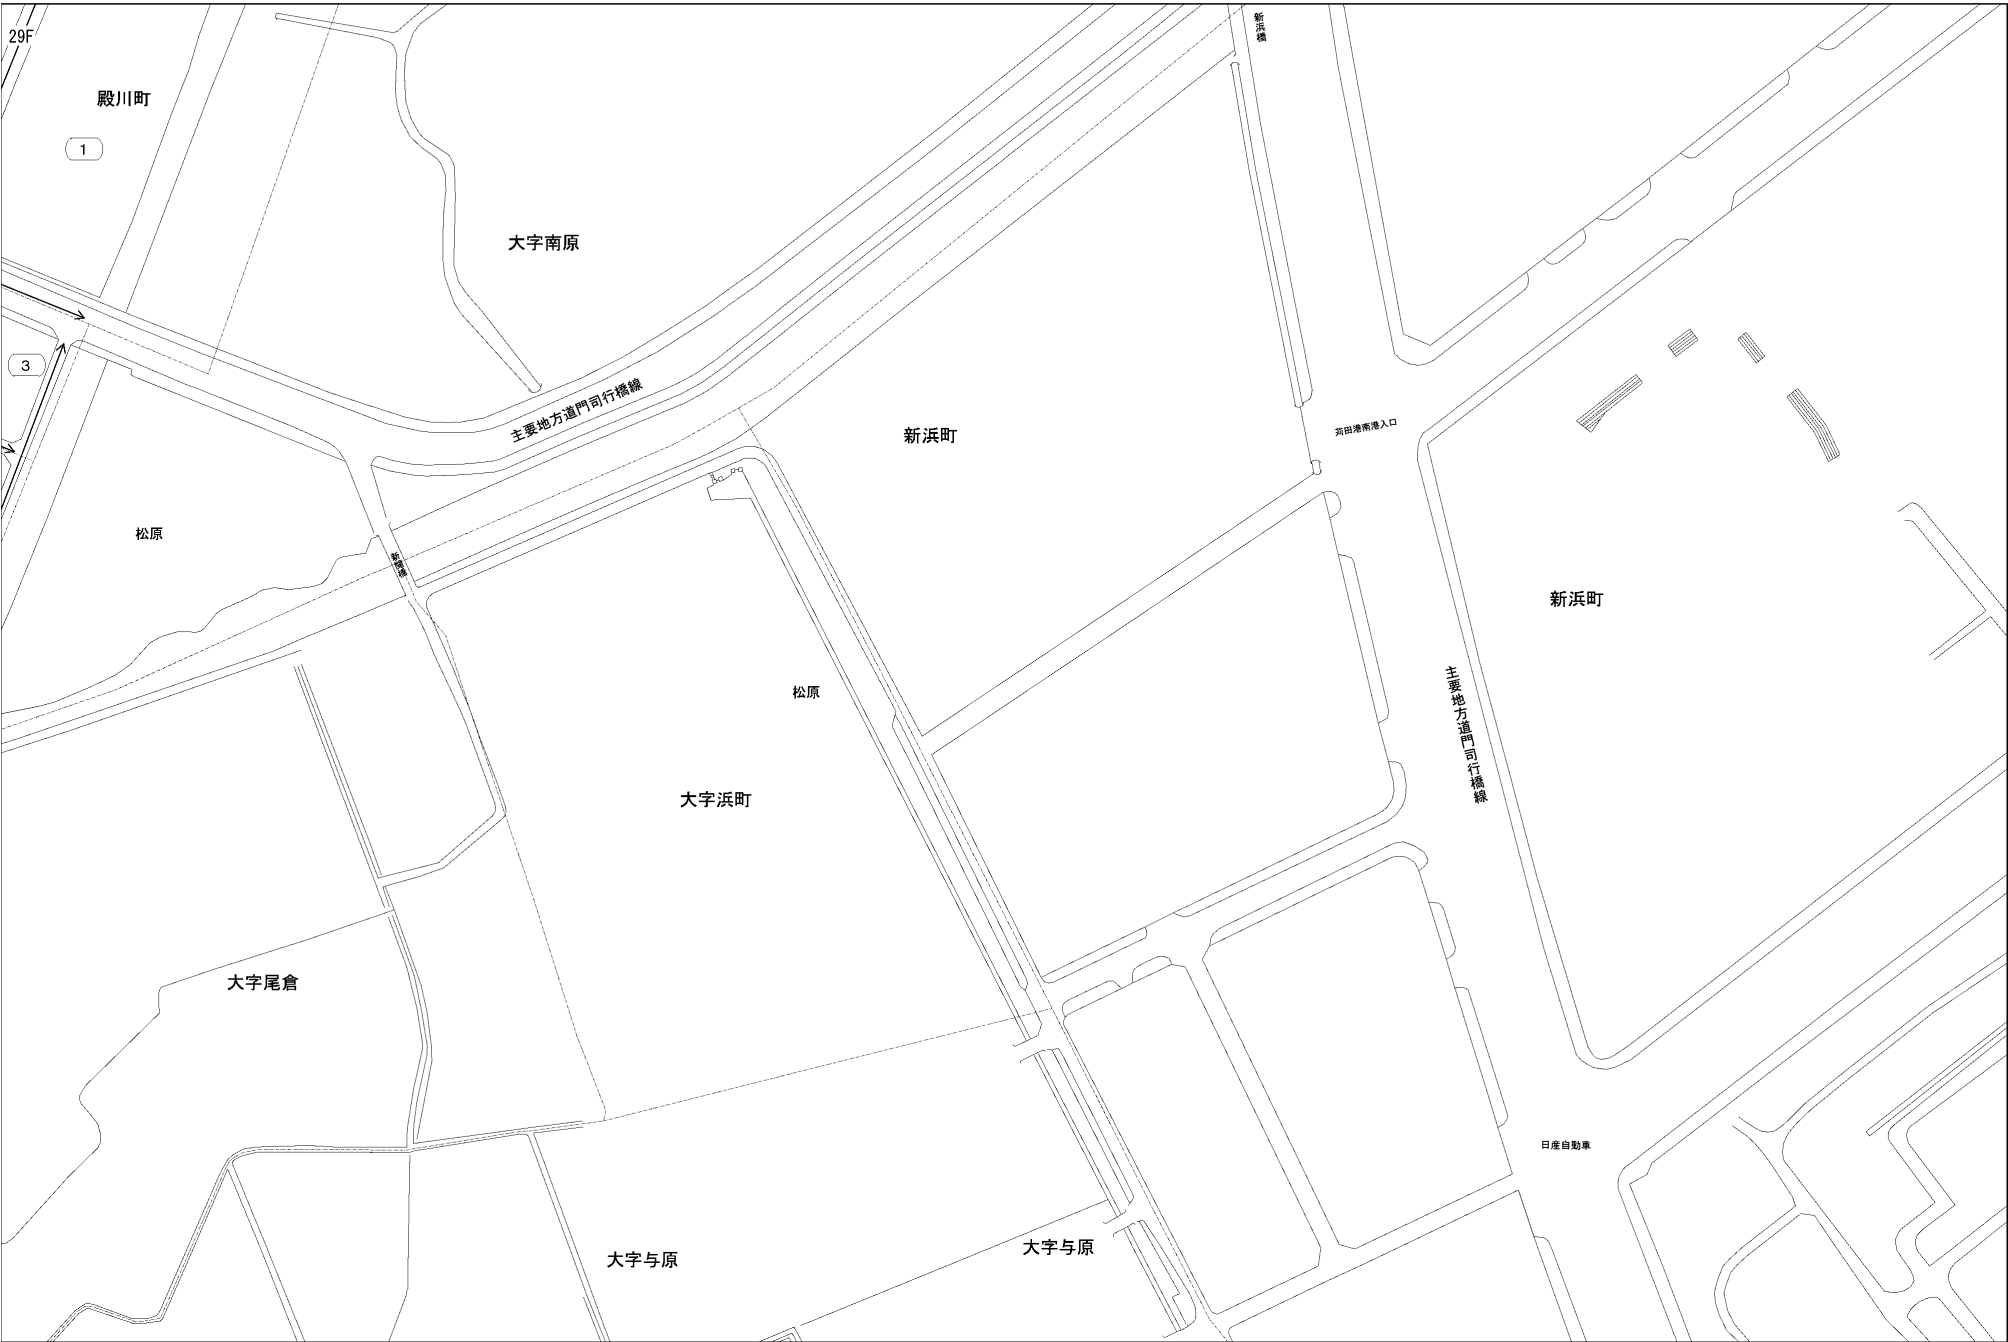 新浜橋
29F
殿川町
1
大字南原
3
主要地方道門司行橋線
苅田港南港入口
新浜町
松原
新開橋
新浜町
松原
主要地方道門司行橋線
大字浜町
大字尾倉
日産自動車
大字与原
大字与原